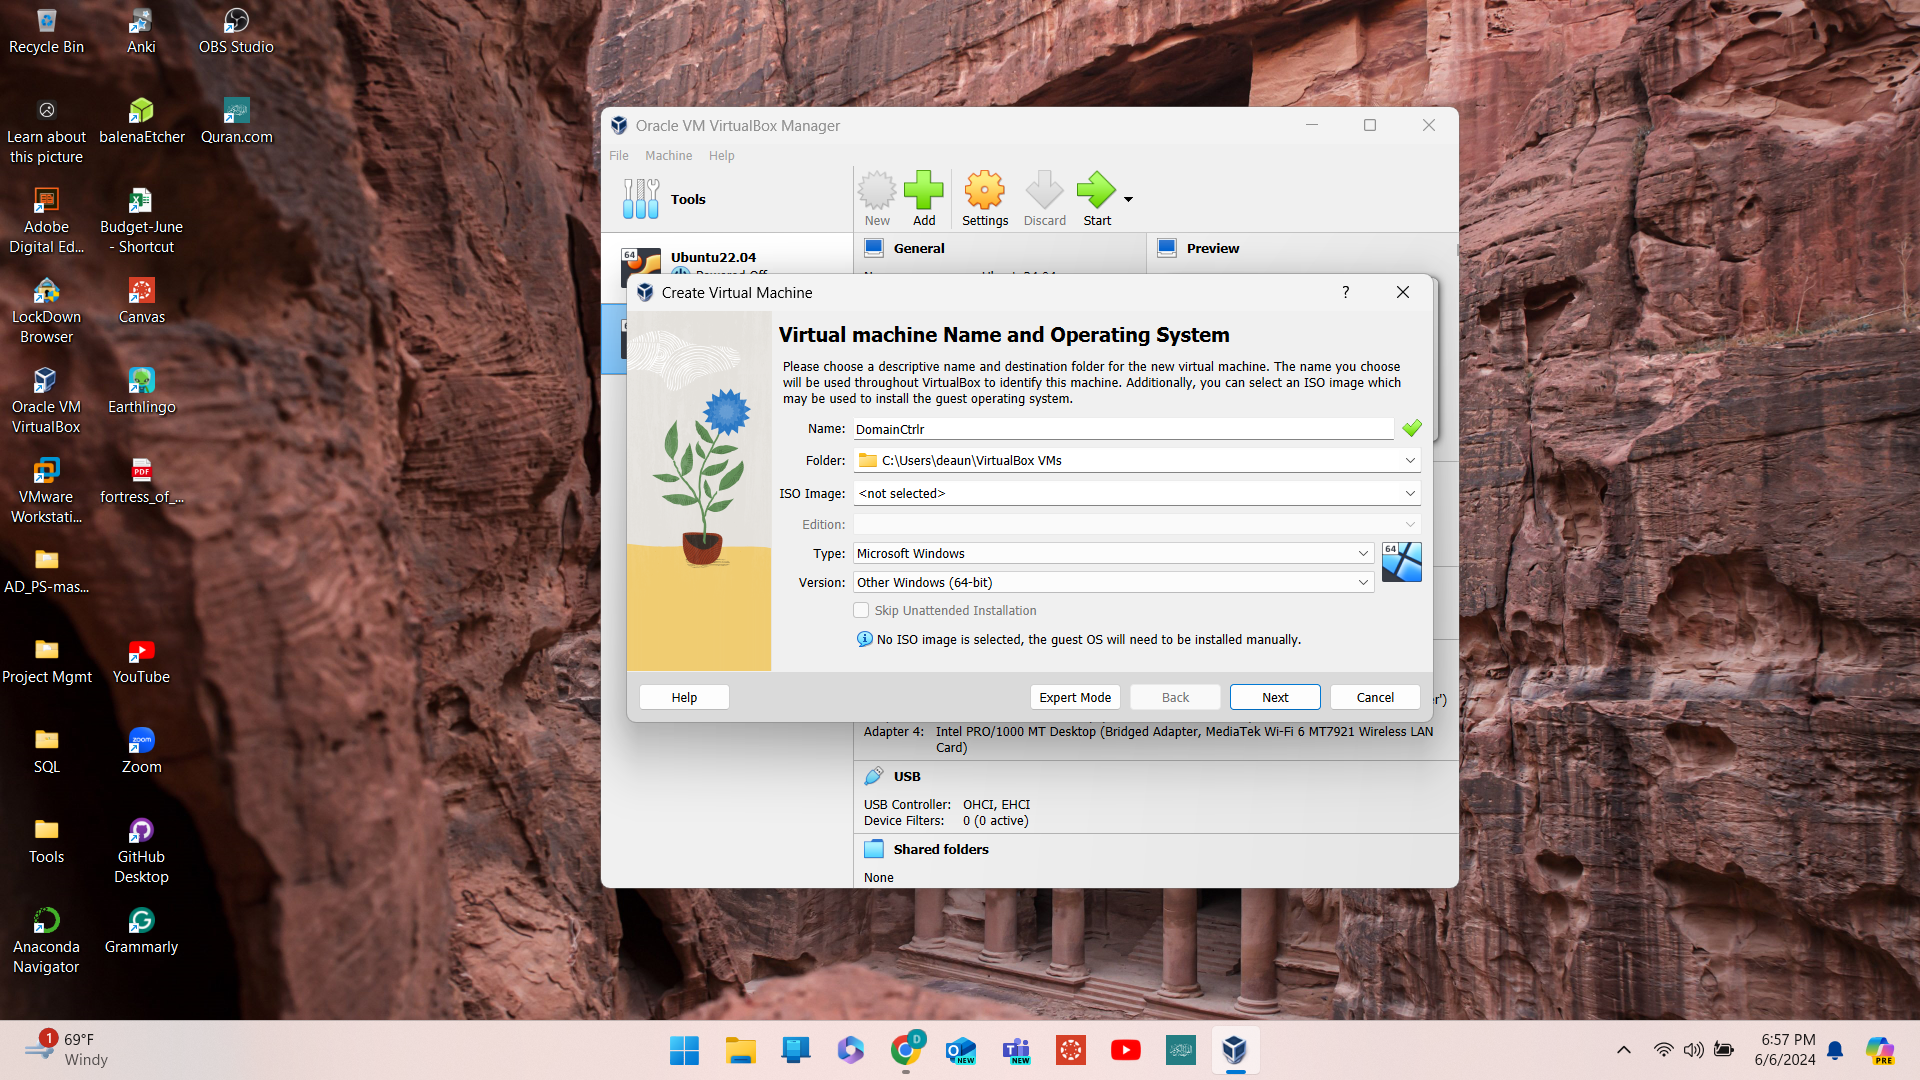 Recycle Bin
Anki
OBS Studio
Learn about
this picture
balenaEtcher
Quran.com
Adobe
Digital Ed...
Budget-June
- Shortcut
LockDown
Browser
Canvas
Oracle VM
VirtualBox
Earthlingo
VMware
Workstati...
PDF
fortress_of_...
AD_PS-mas...
Project Mgmt
YouTube
SQL
zoom
Zoom
Tools
GitHub
Desktop
Anaconda
Navigator
Grammarly
Oracle VM VirtualBox Manager
File Machine Help
Tools
New Add Settings Discard Start
64
Ubuntu22.04
General
Preview
Create Virtual Machine
?
Virtual machine Name and Operating System
Please choose a descriptive name and destination folder for the new virtual machine. The name you choose
will be used throughout VirtualBox to identify this machine. Additionally, you can select an ISO image which
may be used to install the guest operating system.
Name: DomainCtrlr
Folder: C:\Users\deaun\VirtualBox VMs
ISO Image: <not selected>
Edition:
Type: Microsoft Windows
64
Version: Other Windows (64-bit)
Skip Unattended Installation
No ISO image is selected, the guest OS will need to be installed manually.
Help Expert Mode Back Next Cancel
er')
Adapter 4: Intel PRO/1000 MT Desktop (Bridged Adapter, MediaTek Wi-Fi 6 MT7921 Wireless LAN
Card)
USB
USB Controller: OHCI, EHCI
Device Filters: 0 (0 active)
Shared folders
None
1
69°F
Windy
D
NEW
NEW
6:57 PM
6/6/2024
PRE